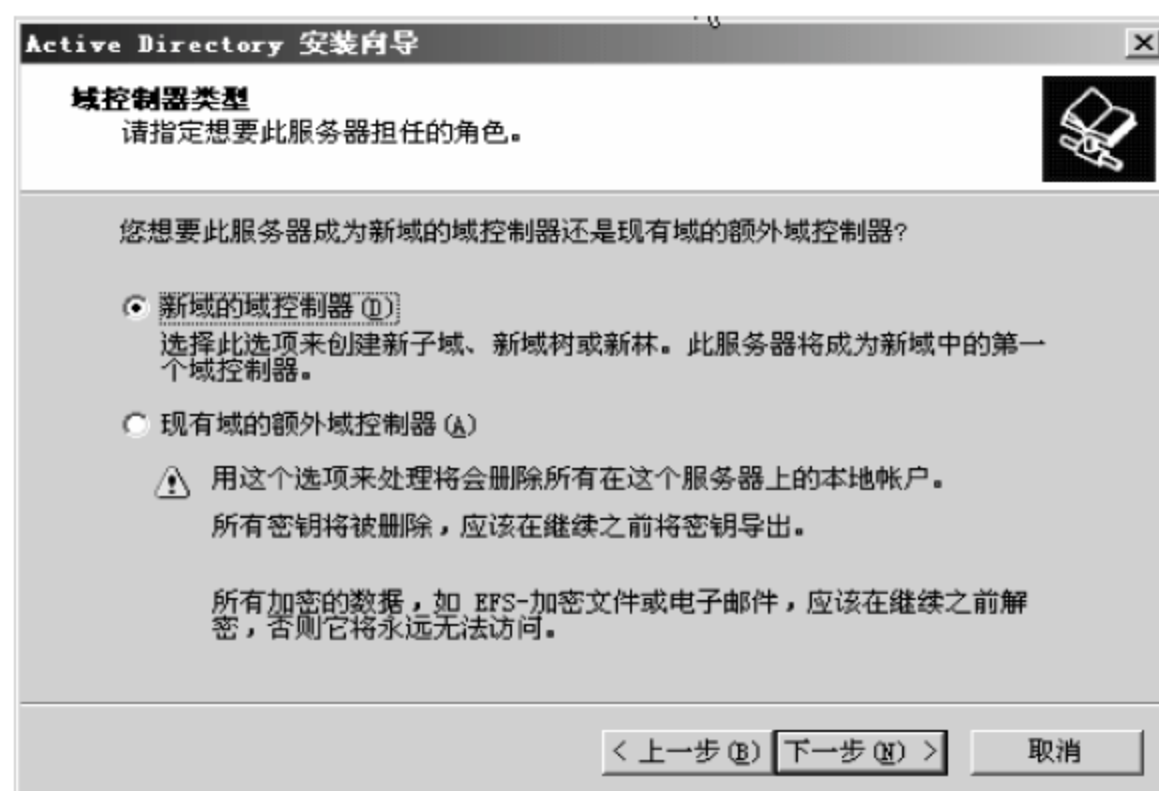 Active Directory 安装向导
域控制器类型
请指定想要此服务器担任的角色。
您想要此服务器成为新域的域控制器还是现有域的额外域控制器?
新域的域控制器(D)
选择此选项来创建新子域、新域树或新林。此服务器将成为新域中的第一
个域控制器。
现有域的额外域控制器(A)
用这个选项来处理将会删除所有在这个服务器上的本地帐户。
所有密钥将被删除，应该在继续之前将密钥导出。
所有加密的数据，如 EFS-加密文件或电子邮件，应该在继续之前解
密，否则它将永远无法访问。
< 上一步(B) 下一步(N) > 取消